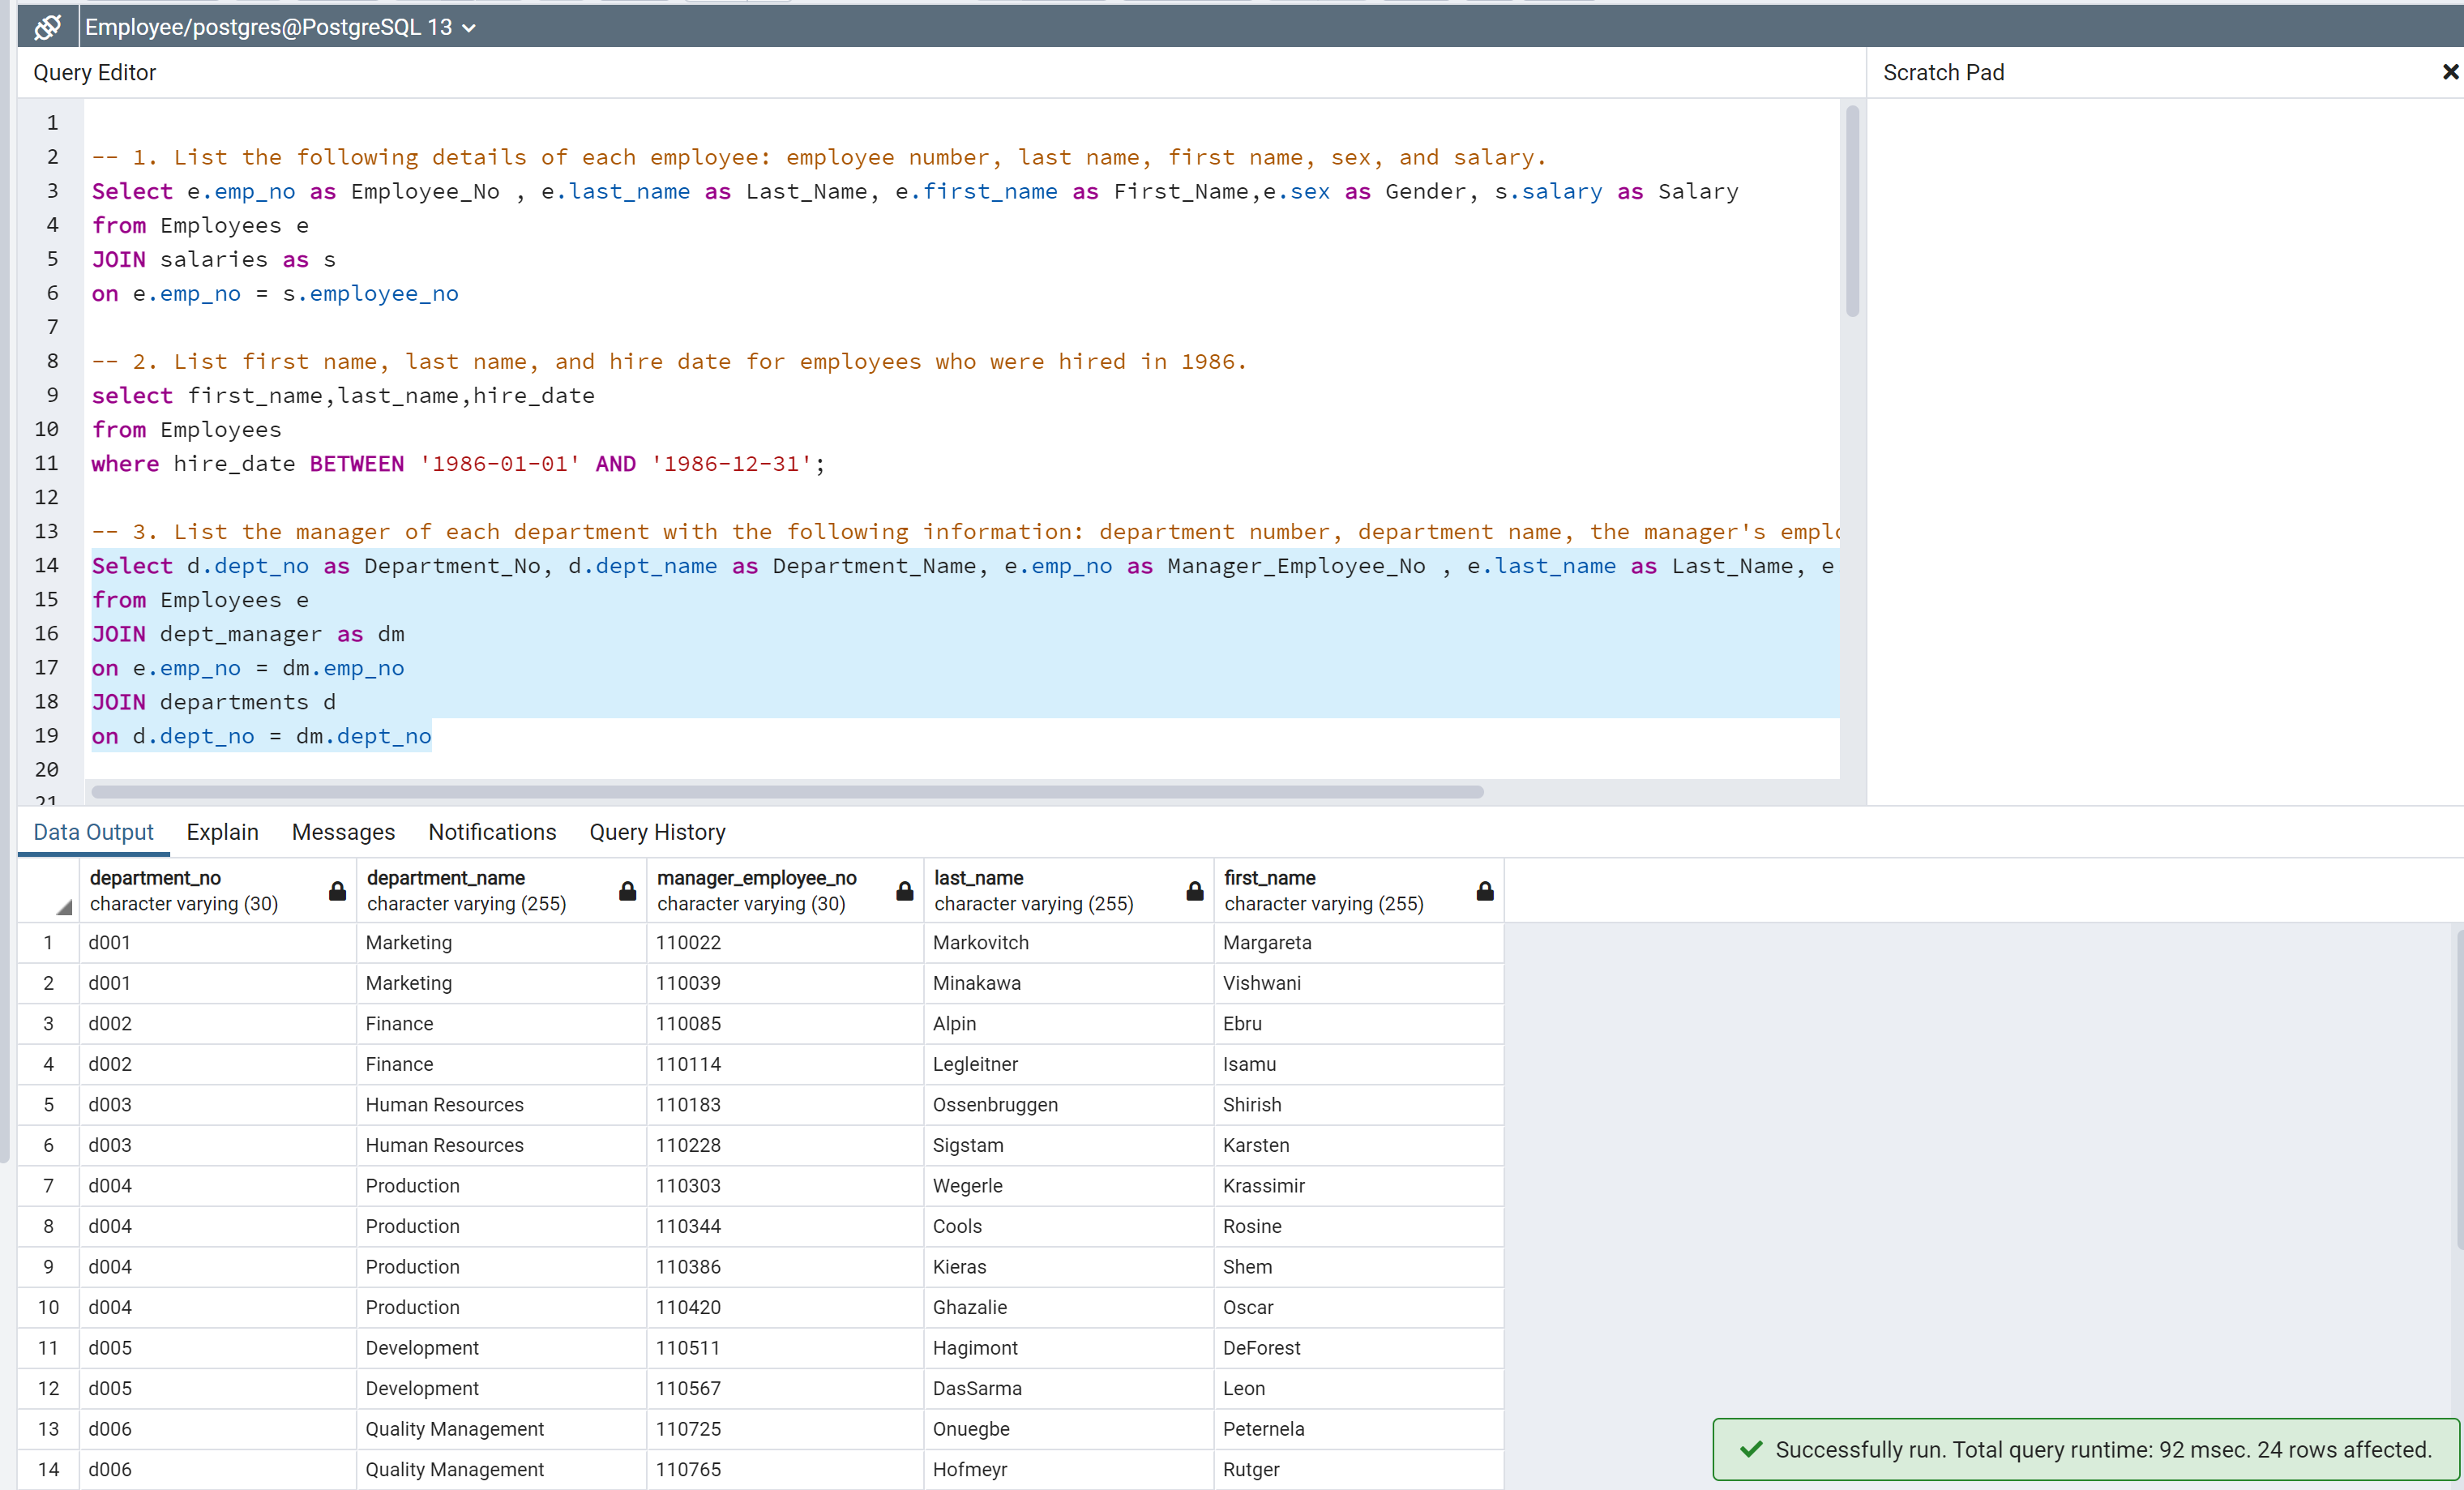 Employee/postgres@PostgreSQL 13
Query Editor
Scratch Pad
1
2 -- 1. List the following details of each employee: employee number, last name, first name, sex, and salary.
3 Select e.emp_no as Employee_No , e.last_name as Last_Name, e.first_name as First_Name,e.sex as Gender, s.salary as Salary
4 from Employees e
5 JOIN salaries as s
6 on e.emp_no = s.employee_no
7
8 -- 2. List first name, last name, and hire date for employees who were hired in 1986.
9 select first_name,last_name,hire_date
10 from Employees
11 where hire_date BETWEEN '1986-01-01' AND '1986-12-31';
12
13 -- 3. List the manager of each department with the following information: department number, department name, the manager's empl
14 Select d.dept_no as Department_No, d.dept_name as Department_Name, e.emp_no as Manager_Employee_No , e.last_name as Last_Name, e
15 from Employees e
16 JOIN dept_manager as dm
17 on e.emp_no = dm.emp_no
18 JOIN departments d
19 on d.dept_no = dm.dept_no
20
21
Data Output Explain Messages Notifications Query History
department_no department_name manager_employee_no last_name first_name
character varying (30) character varying (255) character varying (30) character varying (255) character varying (255)
1 d001 Marketing 110022 Markovitch Margareta
2 d001 Marketing 110039 Minakawa Vishwani
3 d002 Finance 110085 Alpin Ebru
4 d002 Finance 110114 Legleitner Isamu
5 d003 Human Resources 110183 Ossenbruggen Shirish
6 d003 Human Resources 110228 Sigstam Karsten
7 d004 Production 110303 Wegerle Krassimir
8 d004 Production 110344 Cools Rosine
9 d004 Production 110386 Kieras Shem
10 d004 Production 110420 Ghazalie Oscar
11 d005 Development 110511 Hagimont DeForest
12 d005 Development 110567 DasSarma Leon
13 d006 Quality Management 110725 Onuegbe Peternela
14 d006 Quality Management 110765 Hofmeyr Rutger
Successfully run. Total query runtime: 92 msec. 24 rows affected.